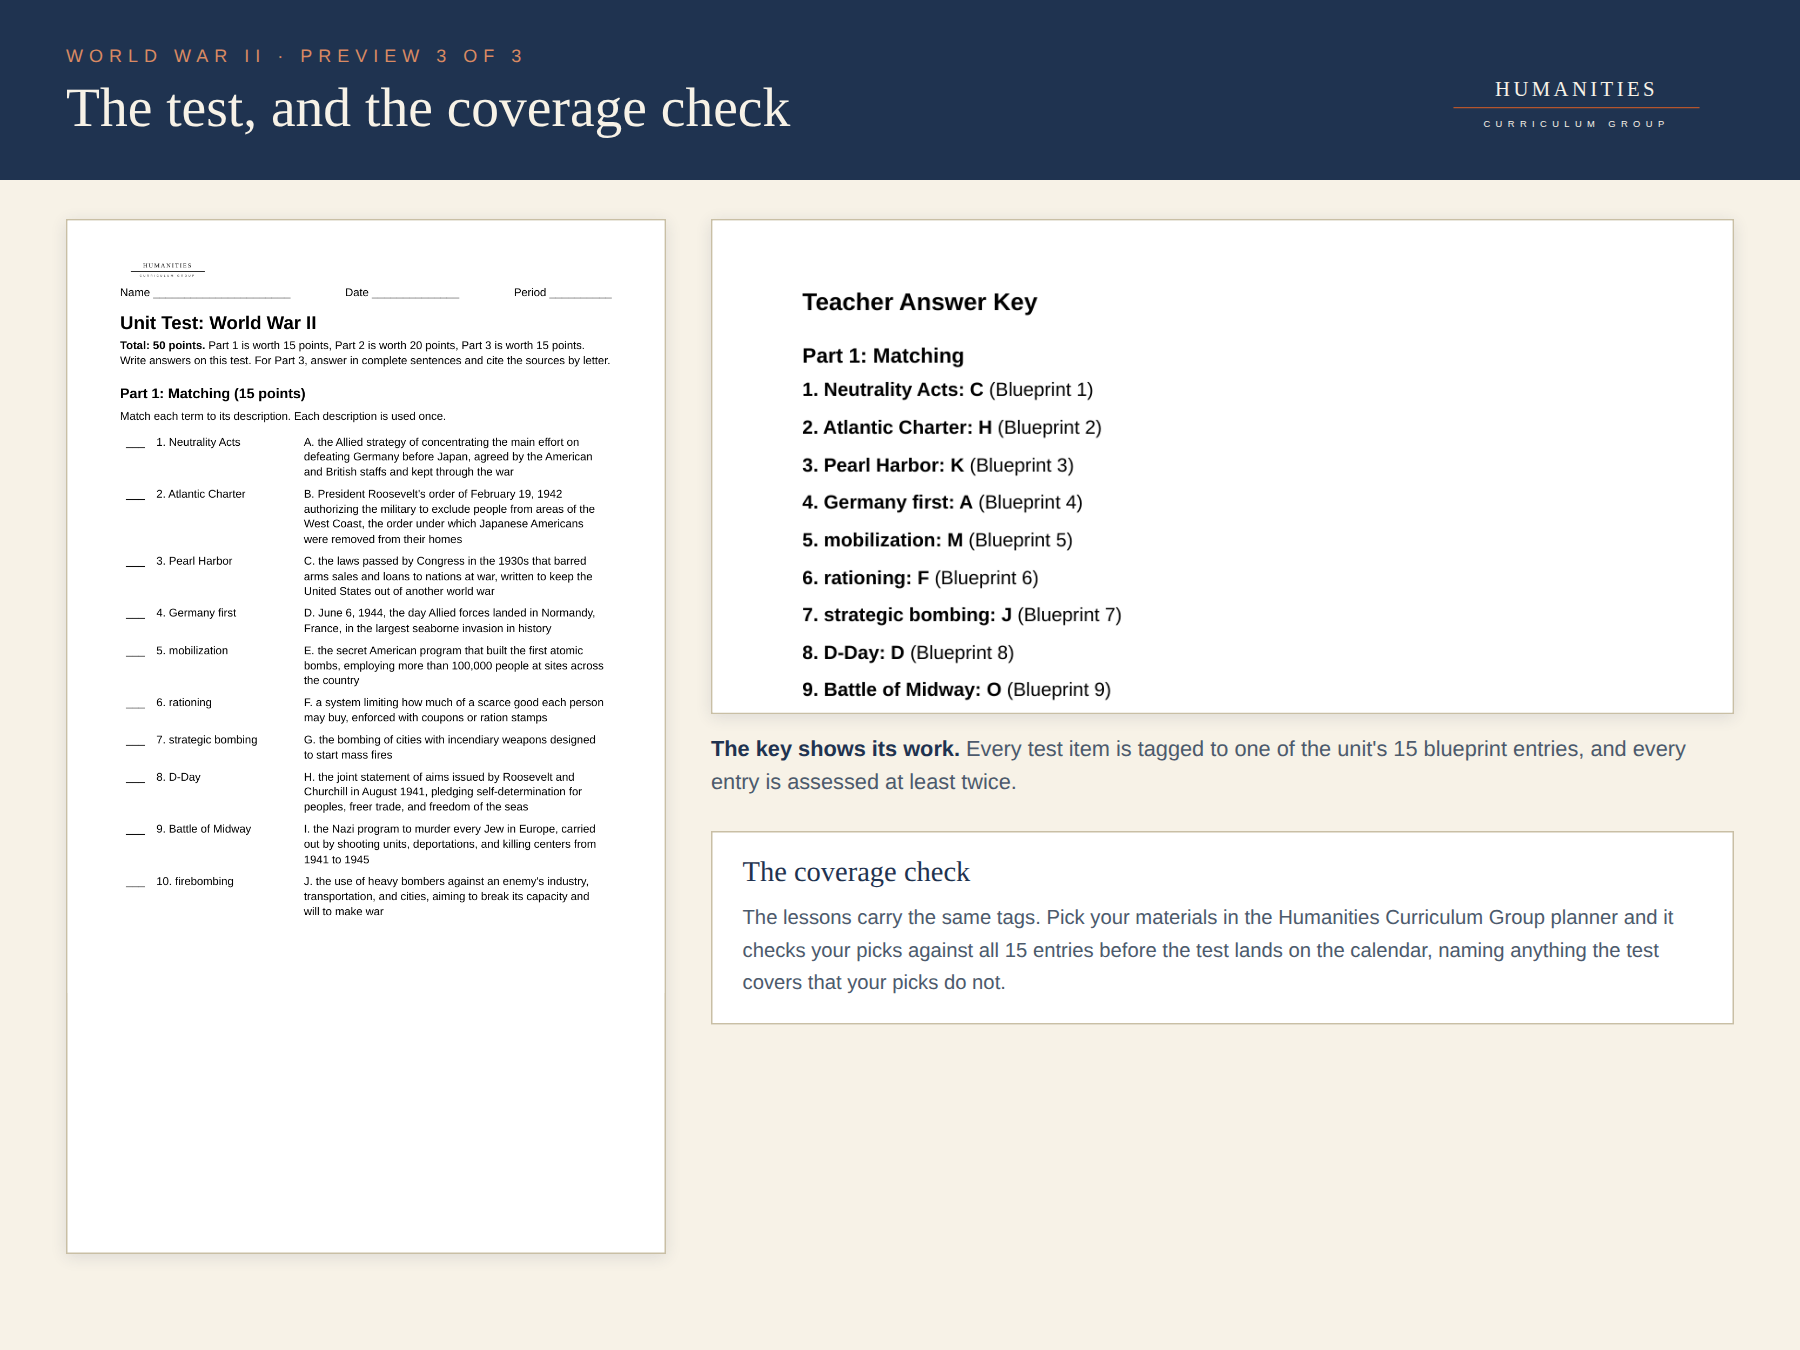 WORLD WAR II · PREVIEW 3 OF 3
The test, and the coverage check
HUMANITIES
CURRICULUM GROUP
HUMANITIES
CURRICULUM GROUP
Name ______________________ Date ______________ Period __________
Unit Test: World War II
Total: 50 points. Part 1 is worth 15 points, Part 2 is worth 20 points, Part 3 is worth 15 points.
Write answers on this test. For Part 3, answer in complete sentences and cite the sources by letter.
Part 1: Matching (15 points)
Match each term to its description. Each description is used once.
___ 1. Neutrality Acts
A. the Allied strategy of concentrating the main effort on
defeating Germany before Japan, agreed by the American
and British staffs and kept through the war
___ 2. Atlantic Charter
B. President Roosevelt's order of February 19, 1942
authorizing the military to exclude people from areas of the
West Coast, the order under which Japanese Americans
were removed from their homes
___ 3. Pearl Harbor
C. the laws passed by Congress in the 1930s that barred
arms sales and loans to nations at war, written to keep the
United States out of another world war
___ 4. Germany first
D. June 6, 1944, the day Allied forces landed in Normandy,
France, in the largest seaborne invasion in history
___ 5. mobilization
E. the secret American program that built the first atomic
bombs, employing more than 100,000 people at sites across
the country
___ 6. rationing
F. a system limiting how much of a scarce good each person
may buy, enforced with coupons or ration stamps
___ 7. strategic bombing
G. the bombing of cities with incendiary weapons designed
to start mass fires
___ 8. D-Day
H. the joint statement of aims issued by Roosevelt and
Churchill in August 1941, pledging self-determination for
peoples, freer trade, and freedom of the seas
___ 9. Battle of Midway
I. the Nazi program to murder every Jew in Europe, carried
out by shooting units, deportations, and killing centers from
1941 to 1945
___ 10. firebombing
J. the use of heavy bombers against an enemy's industry,
transportation, and cities, aiming to break its capacity and
will to make war
Teacher Answer Key
Part 1: Matching
1. Neutrality Acts: C (Blueprint 1)
2. Atlantic Charter: H (Blueprint 2)
3. Pearl Harbor: K (Blueprint 3)
4. Germany first: A (Blueprint 4)
5. mobilization: M (Blueprint 5)
6. rationing: F (Blueprint 6)
7. strategic bombing: J (Blueprint 7)
8. D-Day: D (Blueprint 8)
9. Battle of Midway: O (Blueprint 9)
The key shows its work. Every test item is tagged to one of the unit's 15 blueprint entries, and every
entry is assessed at least twice.
The coverage check
The lessons carry the same tags. Pick your materials in the Humanities Curriculum Group planner and it
checks your picks against all 15 entries before the test lands on the calendar, naming anything the test
covers that your picks do not.